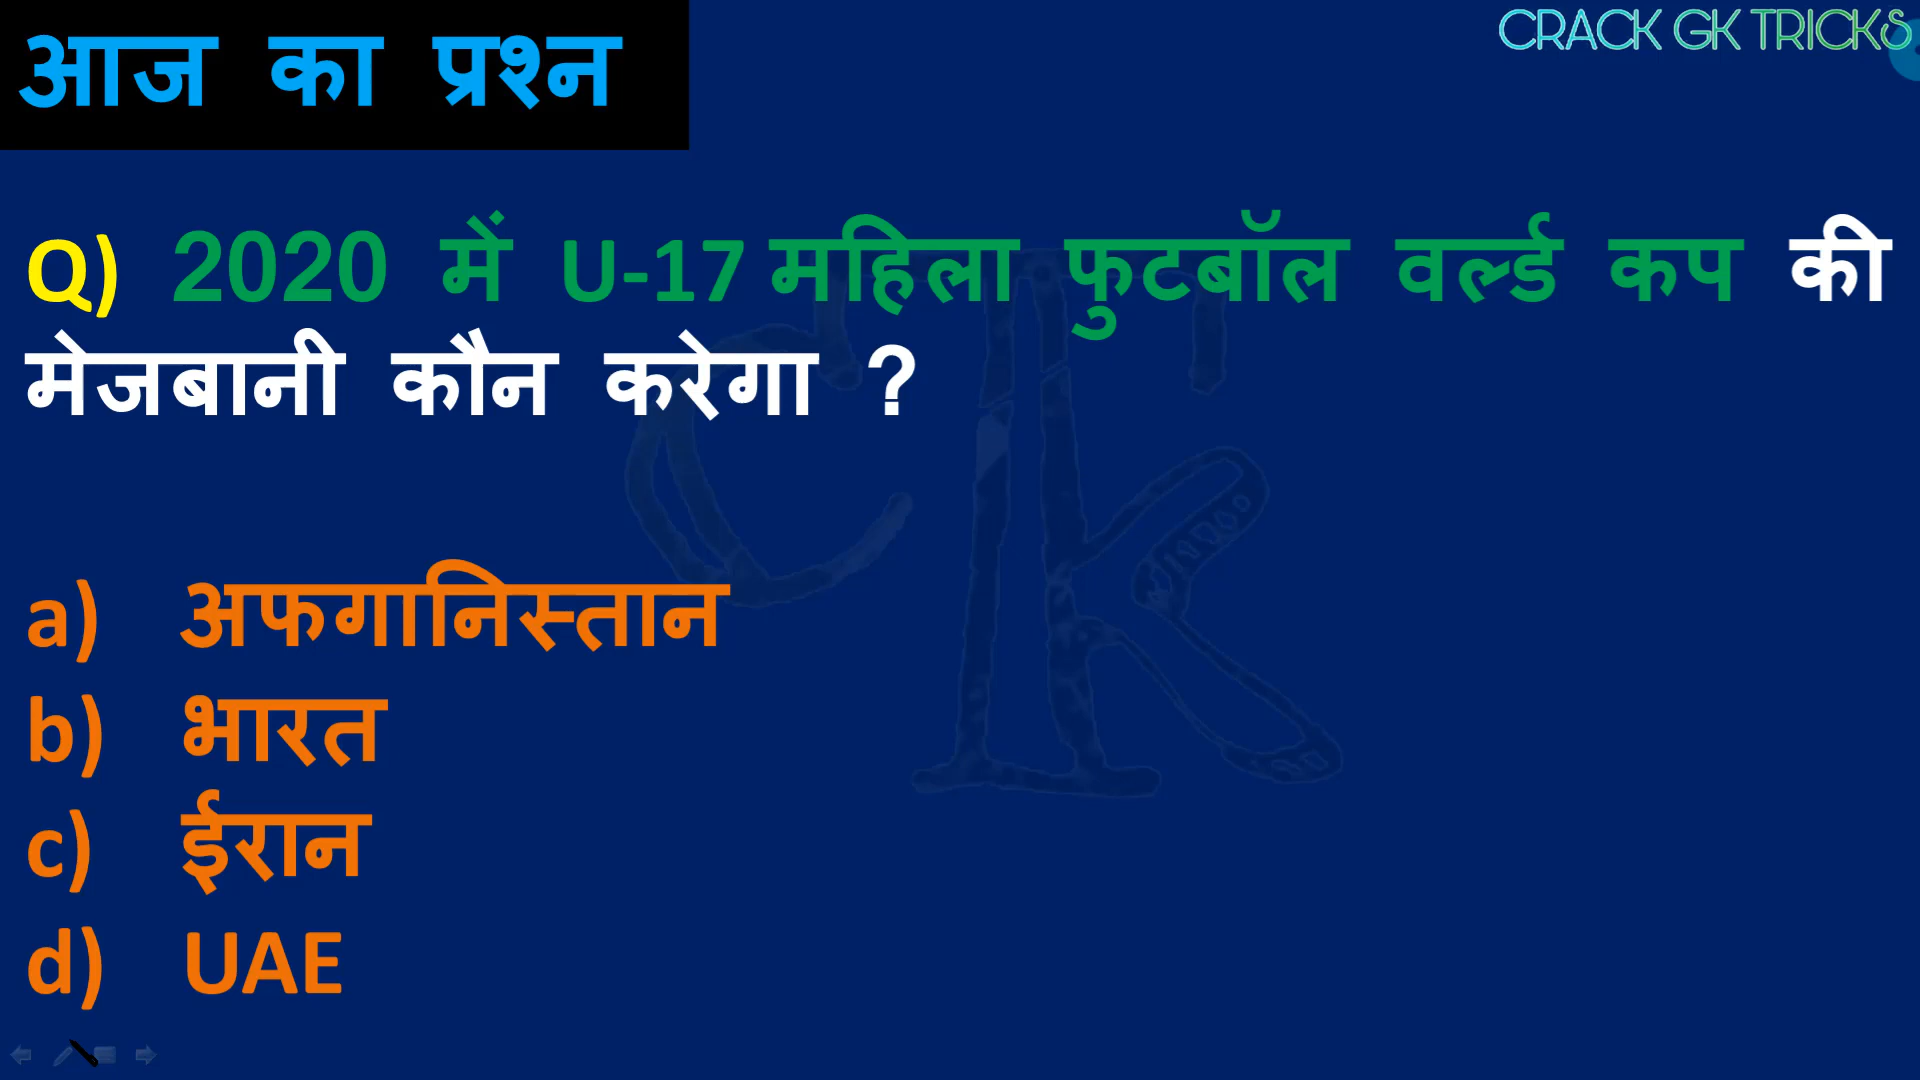 आज का प्रश्न
CRACK GK TRICKS
Q) 2020 में U-17 महिला फुटबॉल वर्ल्ड कप की
मेजबानी कौन करेगा ?
a) अफगानिस्तान
b) भारत
c) ईरान
d) UAE